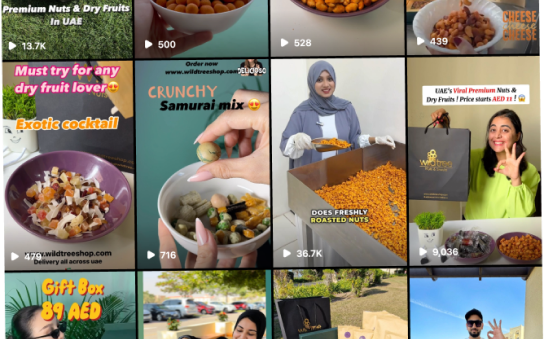 Premium Nuts & Dry Fruits
In UAE
13.7K
500
528
CHEESE
CHEESE
439
Must try for any
dry fruit lover😍
Exotic cocktail
www.wildtreeshop.com
Delivery all across uae
479
Order now
www.wildtreeshop.com
DELICIOSO
CRUNCHY
Samurai mix 😍
716
DOES FRESHLY
ROASTED NUTS
36.7K
UAE's Viral Premium Nuts &
Dry Fruits ! Price starts AED 11 ! 😱
wildtree
9,036
Gift Box
89 AED